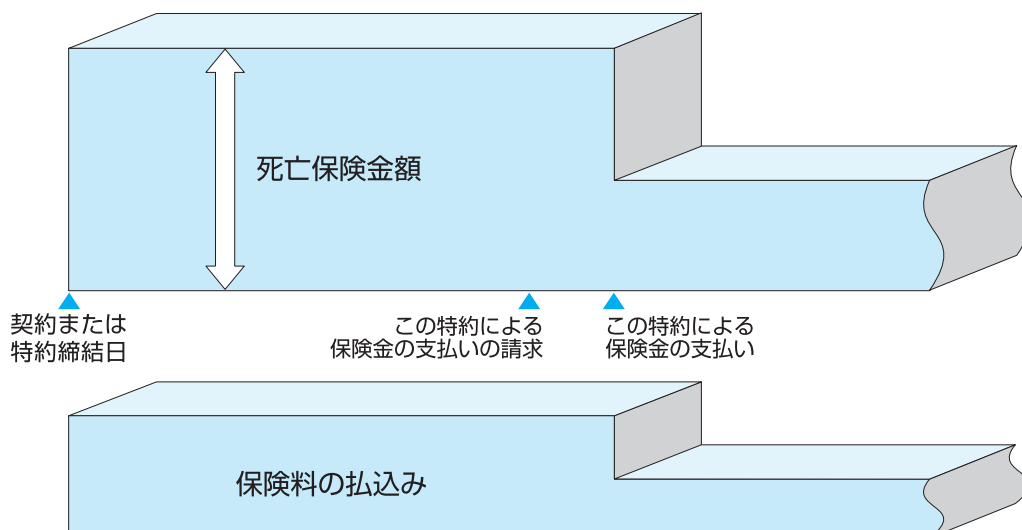 死亡保険金額
契約または
特約締結日
この特約による
保険金の支払いの請求
この特約による
保険金の支払い
保険料の払込み